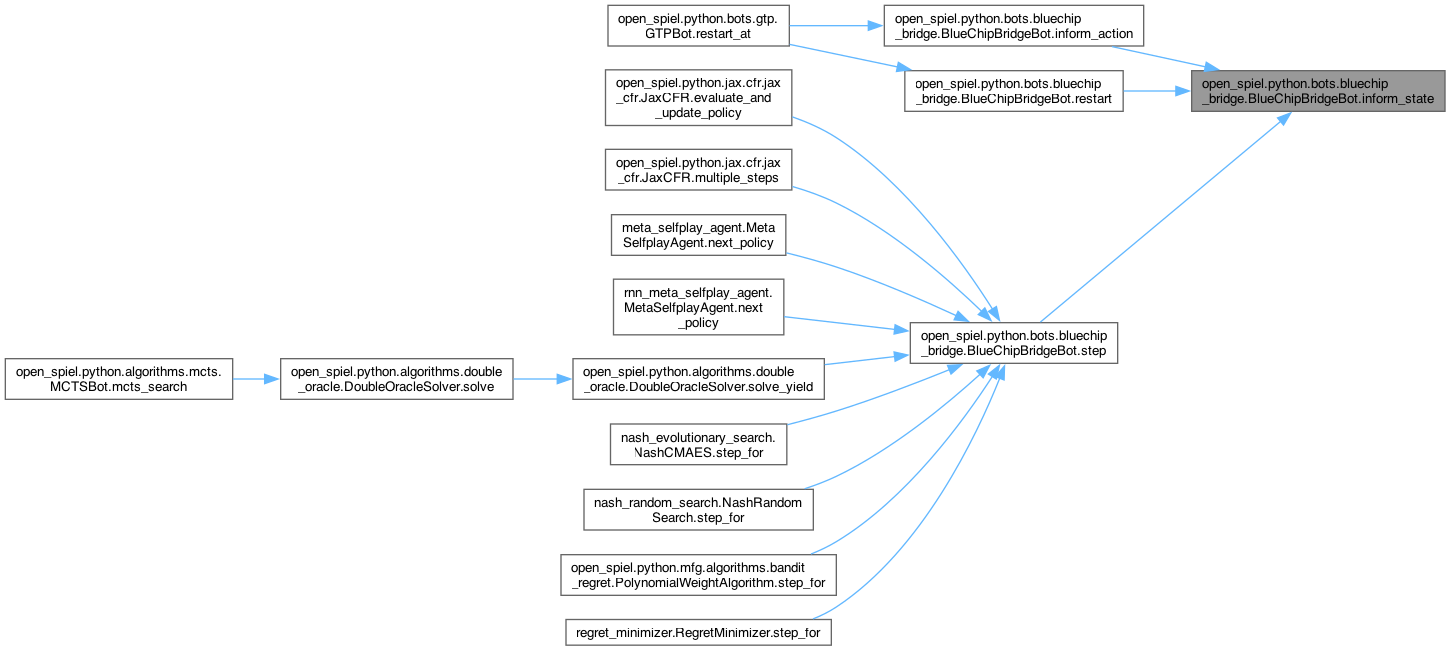 open_spiel.python.bots.gtp.
GTPBot.restart_at
open_spiel.python.bots.bluechip
_bridge.BlueChipBridgeBot.inform_action
open_spiel.python.jax.cfr.jax
_cfr.JaxCFR.evaluate_and
_update_policy
open_spiel.python.bots.bluechip
_bridge.BlueChipBridgeBot.restart
open_spiel.python.bots.bluechip
_bridge.BlueChipBridgeBot.inform_state
open_spiel.python.jax.cfr.jax
_cfr.JaxCFR.multiple_steps
meta_selfplay_agent.Meta
SelfplayAgent.next_policy
rnn_meta_selfplay_agent.
MetaSelfplayAgent.next
_policy
open_spiel.python.bots.bluechip
_bridge.BlueChipBridgeBot.step
open_spiel.python.algorithms.mcts.
MCTSBot.mcts_search
open_spiel.python.algorithms.double
_oracle.DoubleOracleSolver.solve
open_spiel.python.algorithms.double
_oracle.DoubleOracleSolver.solve_yield
nash_evolutionary_search.
NashCMAES.step_for
nash_random_search.NashRandom
Search.step_for
open_spiel.python.mfg.algorithms.bandit
_regret.PolynomialWeightAlgorithm.step_for
regret_minimizer.RegretMinimizer.step_for